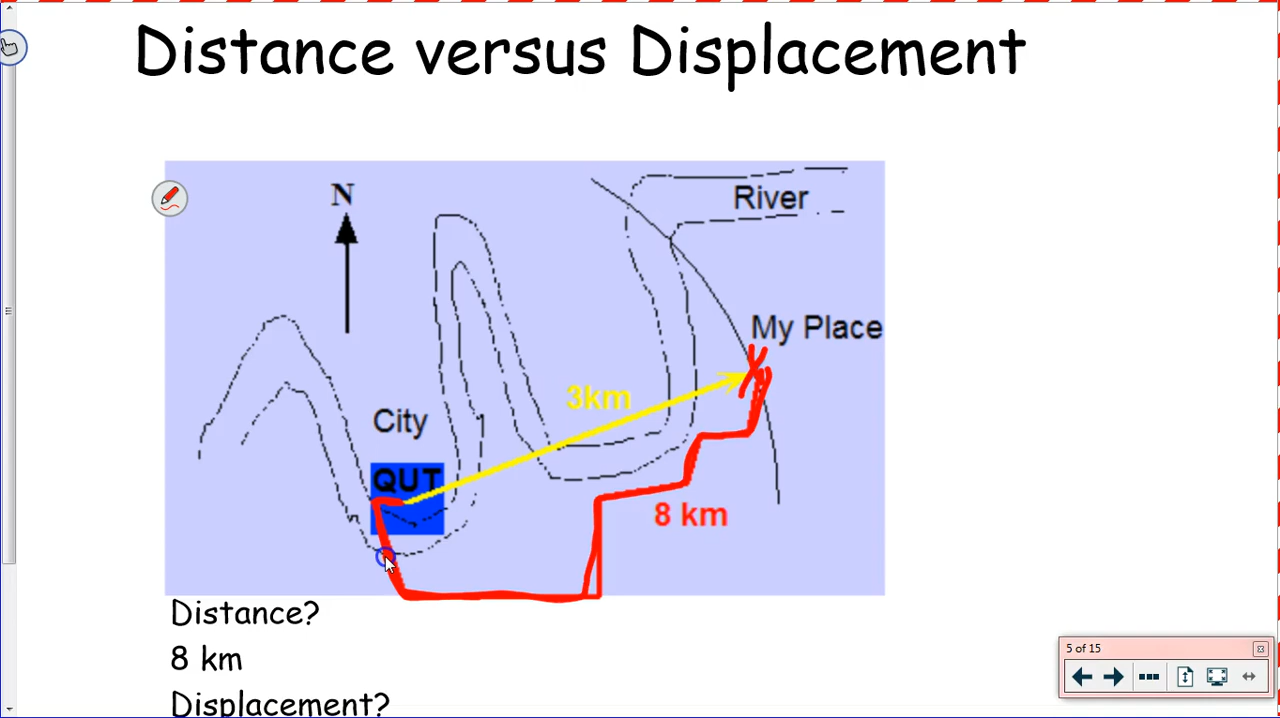 Distance versus Displacement
N
River
My Place
3km
City
QUT
8 km
Distance?
8 km
Displacement?
5 of 15